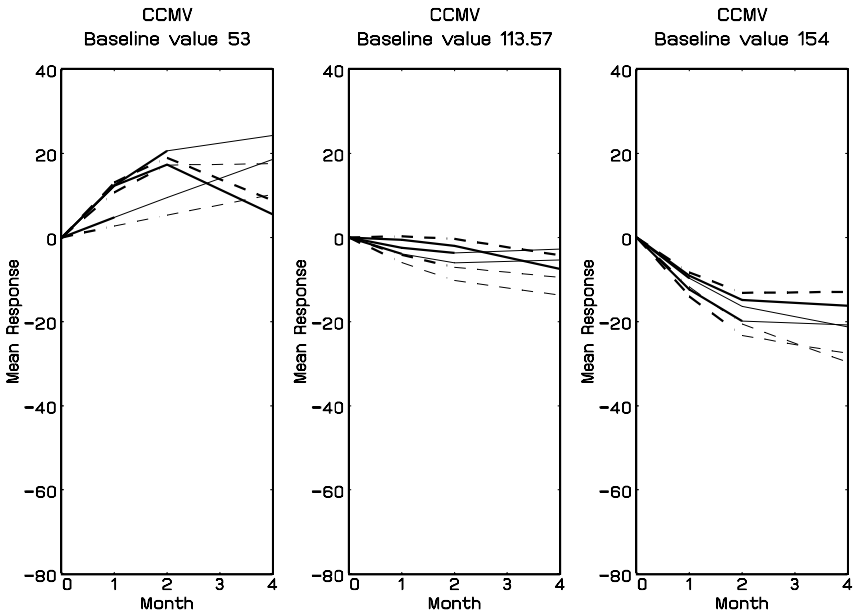 CCMV
Baseline value 53
40
20
0
−20
−40
−60
−80
Mean Response
0 1 2 3 4
Month
CCMV
Baseline value 113.57
40
20
0
−20
−40
−60
−80
Mean Response
0 1 2 3 4
Month
CCMV
Baseline value 154
40
20
0
−20
−40
−60
−80
Mean Response
0 1 2 3 4
Month